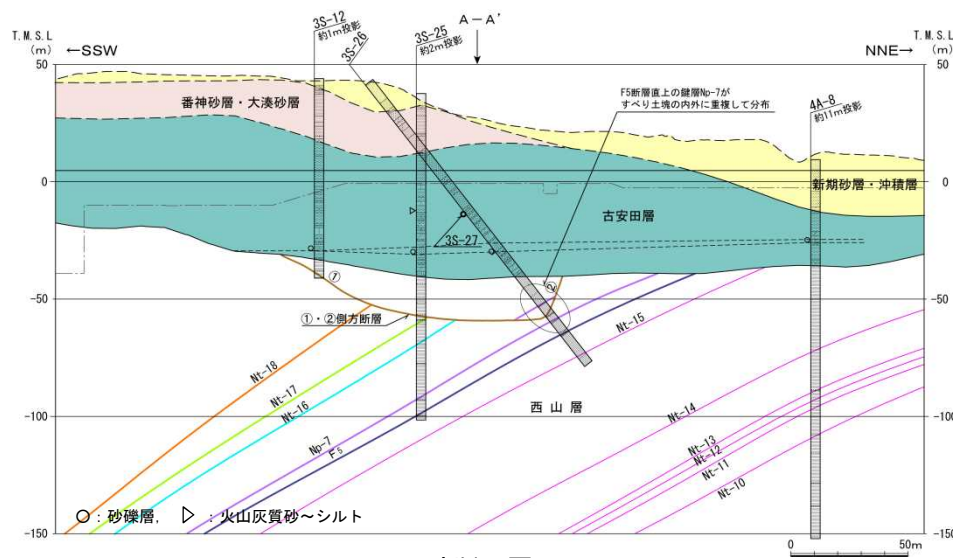 T.M.S.L
(m)
←SSW
3S-12
約1m投影
3S-26
3S-25
約2m投影
A－A'
NNE→
T.M.S.L
(m)
50
50
F5断層直上の鍵層Np-7が
すべり土塊の内外に重複して分布
4A-8
約11m投影
番神砂層・大湊砂層
0
0
新期砂層・沖積層
古安田層
3S-27
①
②
-50
-50
①・②側方断層
Nt-15
Nt-18
Nt-17
Nt-16
西山層
Nt-14
-100
-100
Np-7
F5
Nt-13
Nt-12
Nt-11
Nt-10
○：砂礫層, ▷：火山灰質砂～シルト
-150
-150
0 50m